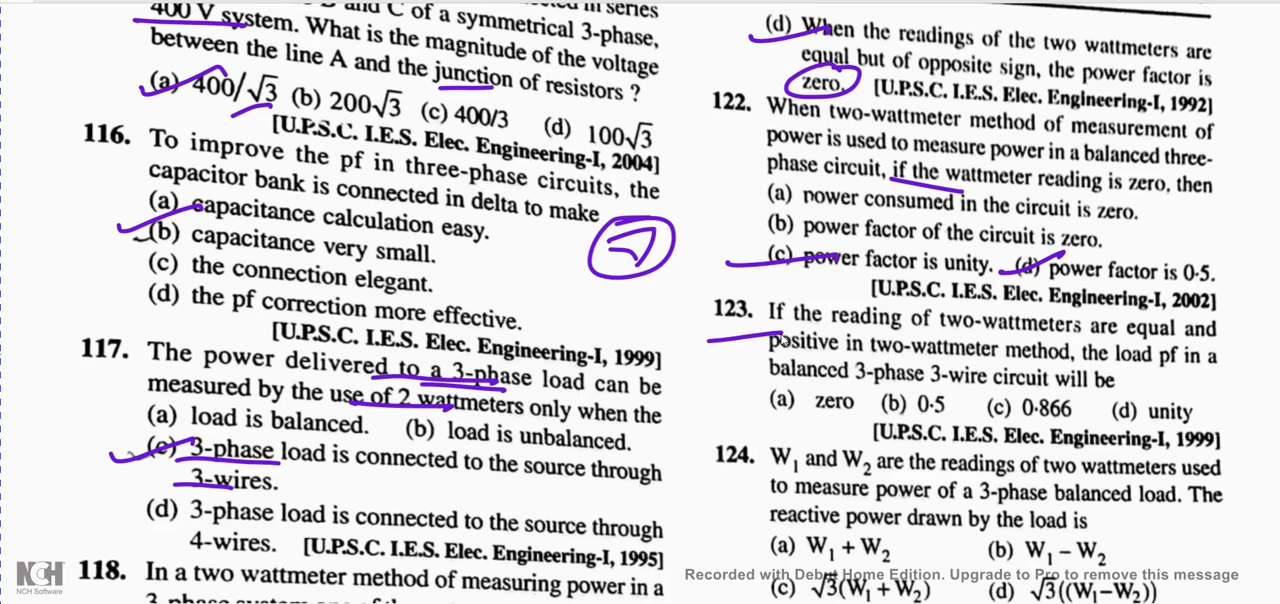 400 V system. What is the magnitude of the voltage
between the line A and the junction of resistors ?
(a) 400/√3 (b) 200√3 (c) 400/3 (d) 100√3
[U.P.S.C. I.E.S. Elec. Engineering-I, 2004]
116. To improve the pf in three-phase circuits, the
capacitor bank is connected in delta to make
(a) capacitance calculation easy.
(b) capacitance very small.
(c) the connection elegant.
(d) the pf correction more effective.
[U.P.S.C. I.E.S. Elec. Engineering-I, 1999]
117. The power delivered to a 3-phase load can be
measured by the use of 2 wattmeters only when the
(a) load is balanced. (b) load is unbalanced.
(c) 3-phase load is connected to the source through
3-wires.
(d) 3-phase load is connected to the source through
4-wires. [U.P.S.C. I.E.S. Elec. Engineering-I, 1995]
118. In a two wattmeter method of measuring power in a
(d) When the readings of the two wattmeters are
equal but of opposite sign, the power factor is
zero. [U.P.S.C. I.E.S. Elec. Engineering-I, 1992]
122. When two-wattmeter method of measurement of
power is used to measure power in a balanced three-
phase circuit, if the wattmeter reading is zero, then
(a) power consumed in the circuit is zero.
(b) power factor of the circuit is zero.
(c) power factor is unity. (d) power factor is 0·5.
[U.P.S.C. I.E.S. Elec. Engineering-I, 2002]
123. If the reading of two-wattmeters are equal and
positive in two-wattmeter method, the load pf in a
balanced 3-phase 3-wire circuit will be
(a) zero (b) 0·5 (c) 0·866 (d) unity
[U.P.S.C. I.E.S. Elec. Engineering-I, 1999]
124. W₁ and W₂ are the readings of two wattmeters used
to measure power of a 3-phase balanced load. The
reactive power drawn by the load is
(a) W₁ + W₂ (b) W₁ – W₂
(c) √3(W₁ + W₂) (d) √3((W₁–W₂))
NCH
NCH Software
Recorded with Debut Home Edition. Upgrade to Pro to remove this message